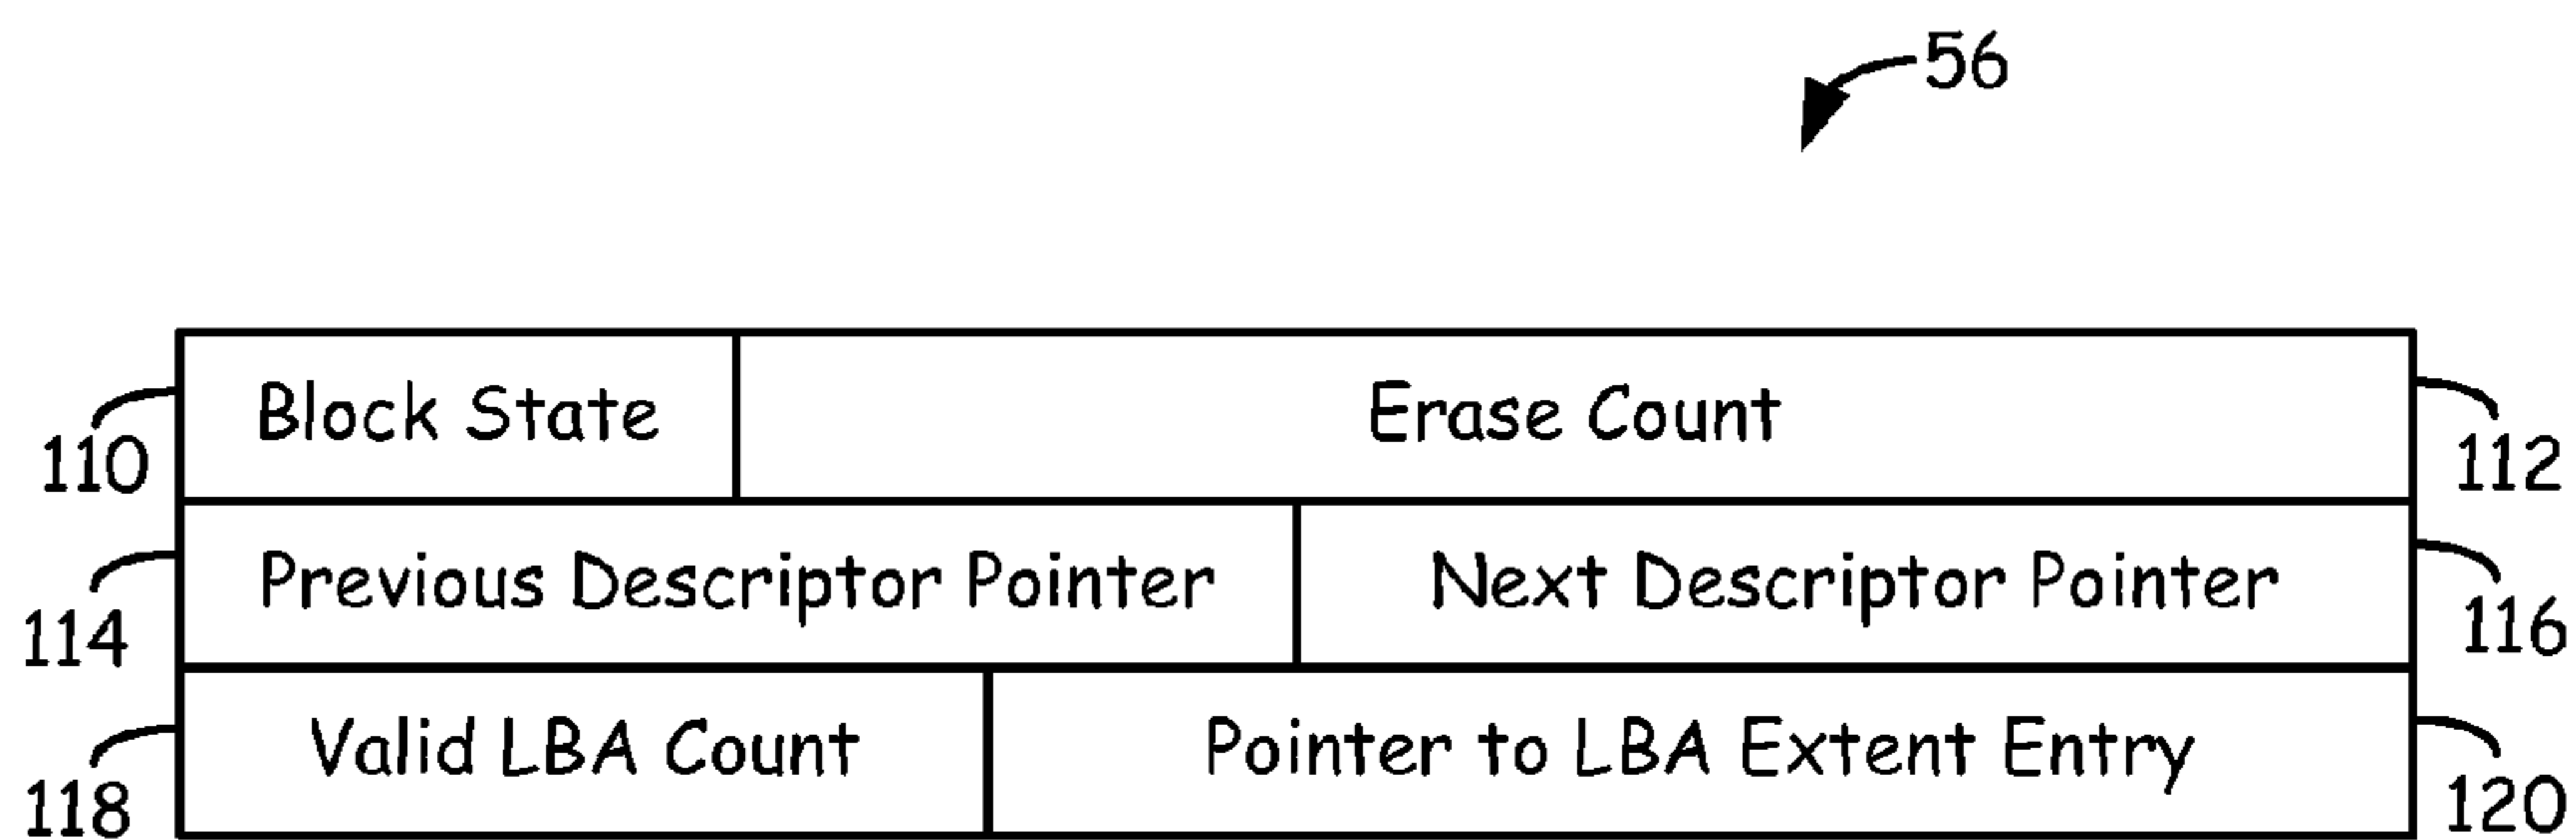 56
Block State Erase Count
110 112
Previous Descriptor Pointer Next Descriptor Pointer
114 116
Valid LBA Count Pointer to LBA Extent Entry
118 120